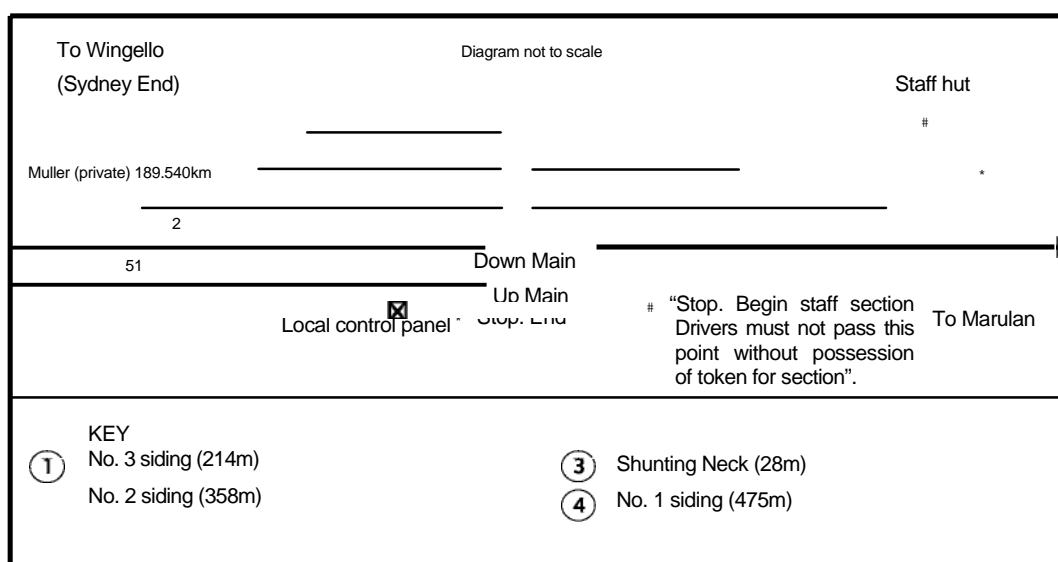 To Wingello
(Sydney End)
Diagram not to scale
Staff hut
#
Muller (private) 189.540km
*
2
51
Down Main
Up Main
Local control panel
* Stop. End
# “Stop. Begin staff section
Drivers must not pass this
point without possession
of token for section”.
To Marulan
KEY
1 No. 3 siding (214m)
No. 2 siding (358m)
3 Shunting Neck (28m)
4 No. 1 siding (475m)